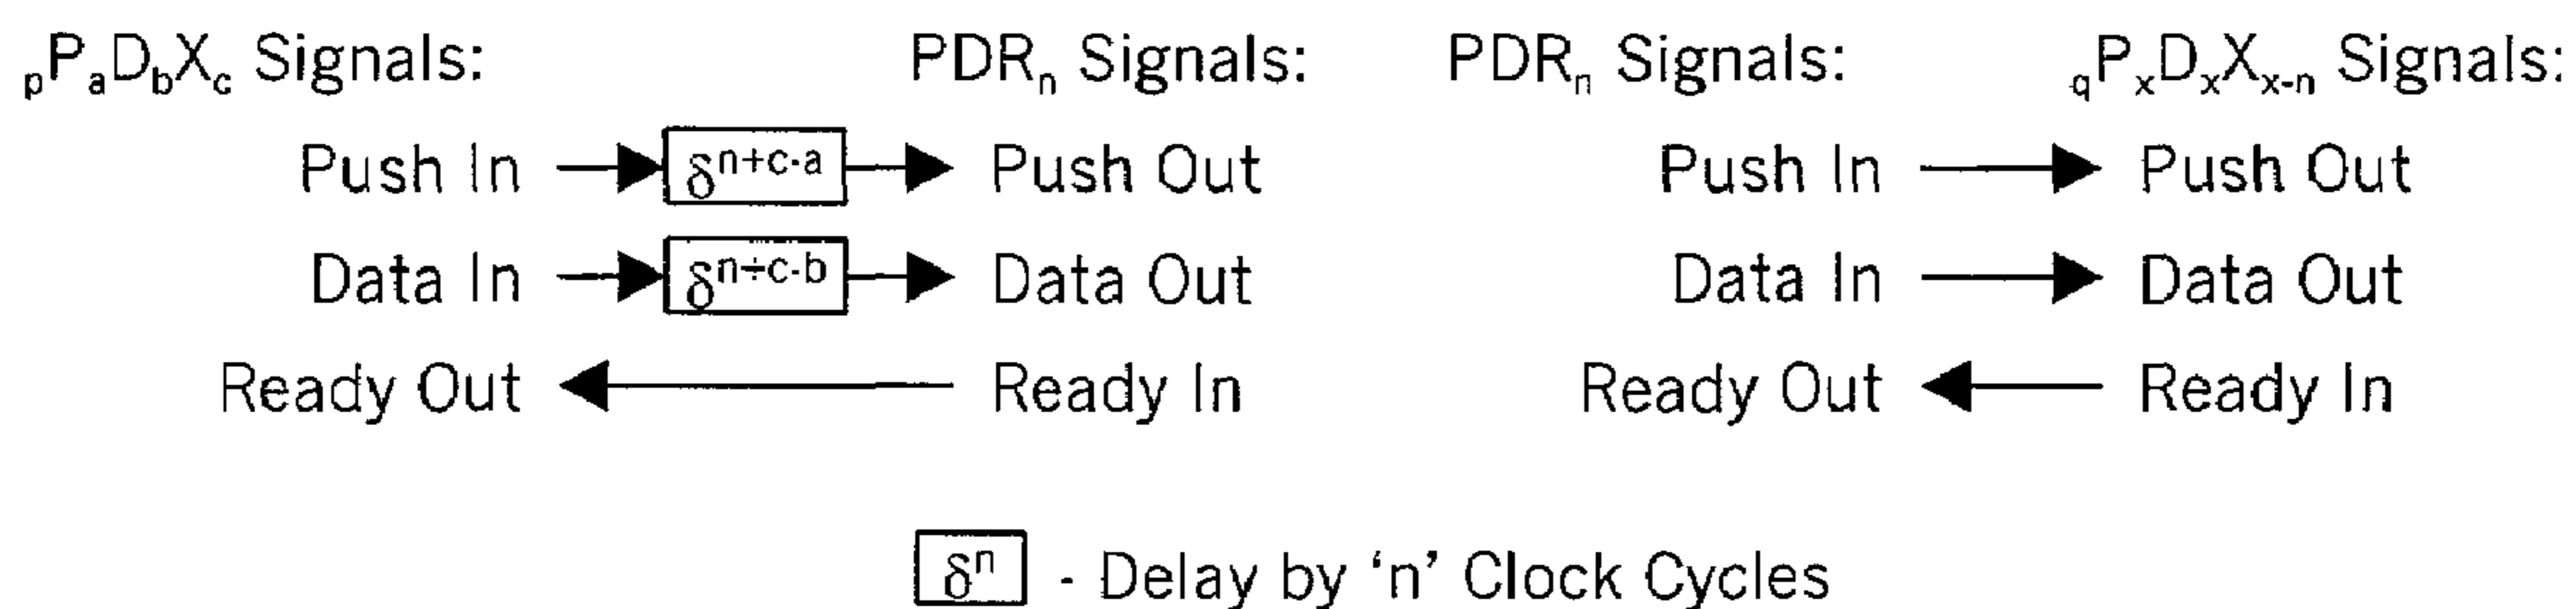 pPaDbXc Signals: PDRn Signals: PDRn Signals: qPxDxXx-n Signals:
Push In δn+c-a Push Out Push In Push Out
Data In δn÷c-b Data Out Data In Data Out
Ready Out Ready In Ready Out Ready In
δn - Delay by ‘n’ Clock Cycles